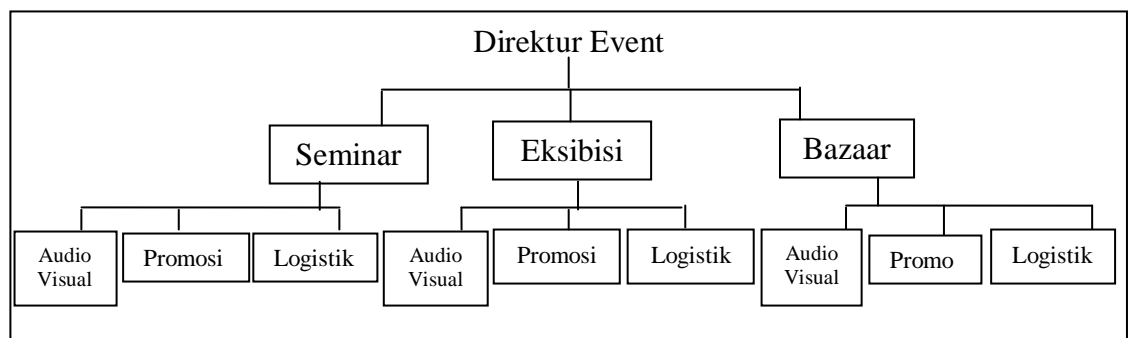 Direktur Event
Seminar
Eksibisi
Bazaar
Audio
Visual
Promosi
Logistik
Audio
Visual
Promosi
Logistik
Audio
Visual
Promo
Logistik